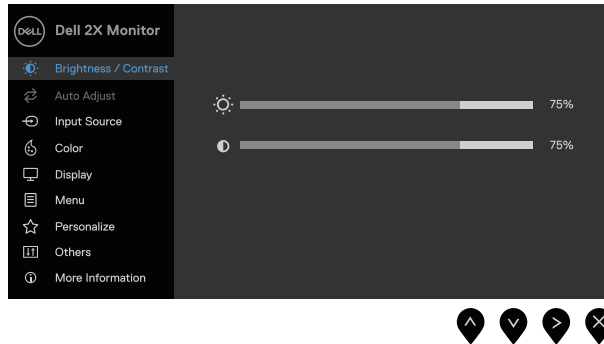 DELL
Dell 2X Monitor
Brightness / Contrast
Auto Adjust
75%
Input Source
Color
75%
Display
Menu
Personalize
Others
More Information